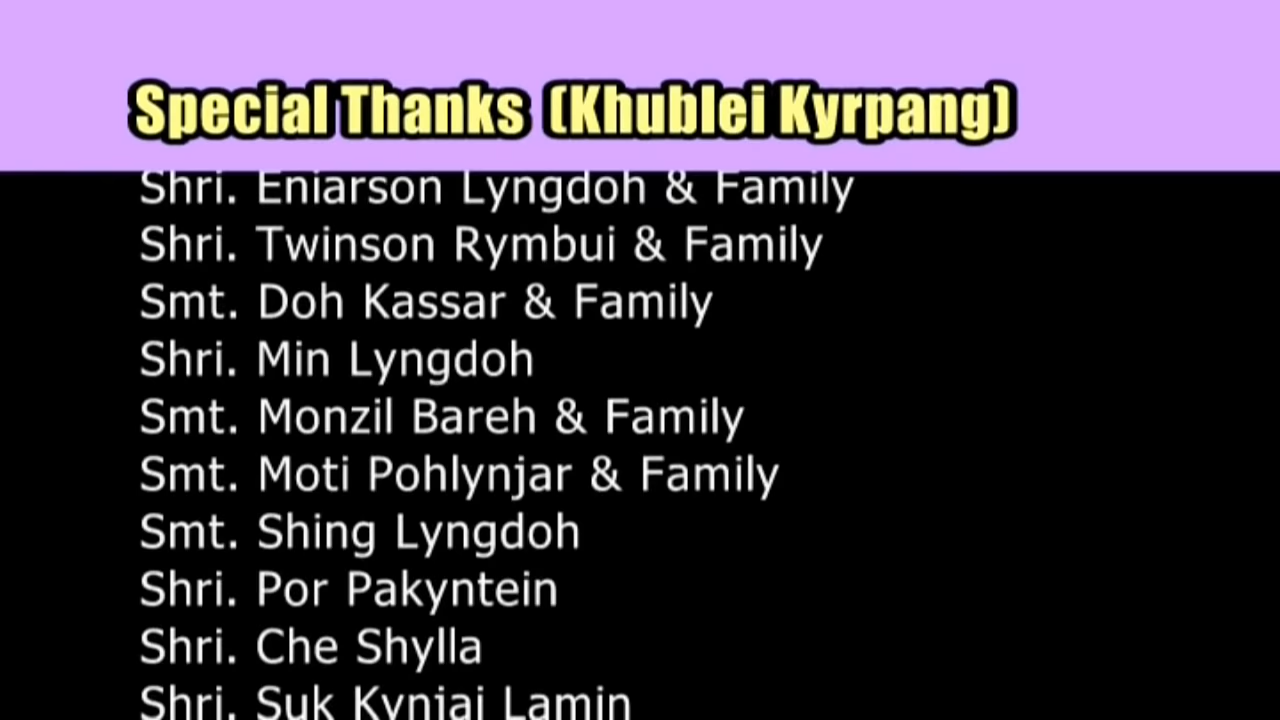 Special Thanks (Khublei Kyrpang)
Shri. Eniarson Lyngdoh & Family
Shri. Twinson Rymbui & Family
Smt. Doh Kassar & Family
Shri. Min Lyngdoh
Smt. Monzil Bareh & Family
Smt. Moti Pohlynjar & Family
Smt. Shing Lyngdoh
Shri. Por Pakyntein
Shri. Che Shylla
Shri. Suk Kynjai Lamin